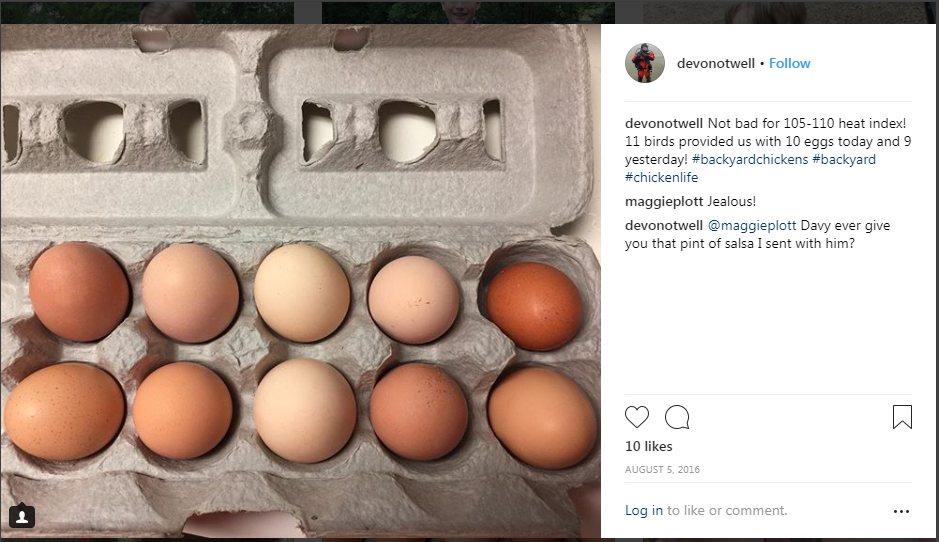 devonotwell • Follow
devonotwell Not bad for 105-110 heat index!
11 birds provided us with 10 eggs today and 9
yesterday! #backyardchickens #backyard
#chickenlife
maggieplott Jealous!
devonotwell @maggieplott Davy ever give
you that pint of salsa I sent with him?
10 likes
AUGUST 5, 2016
Log in to like or comment.